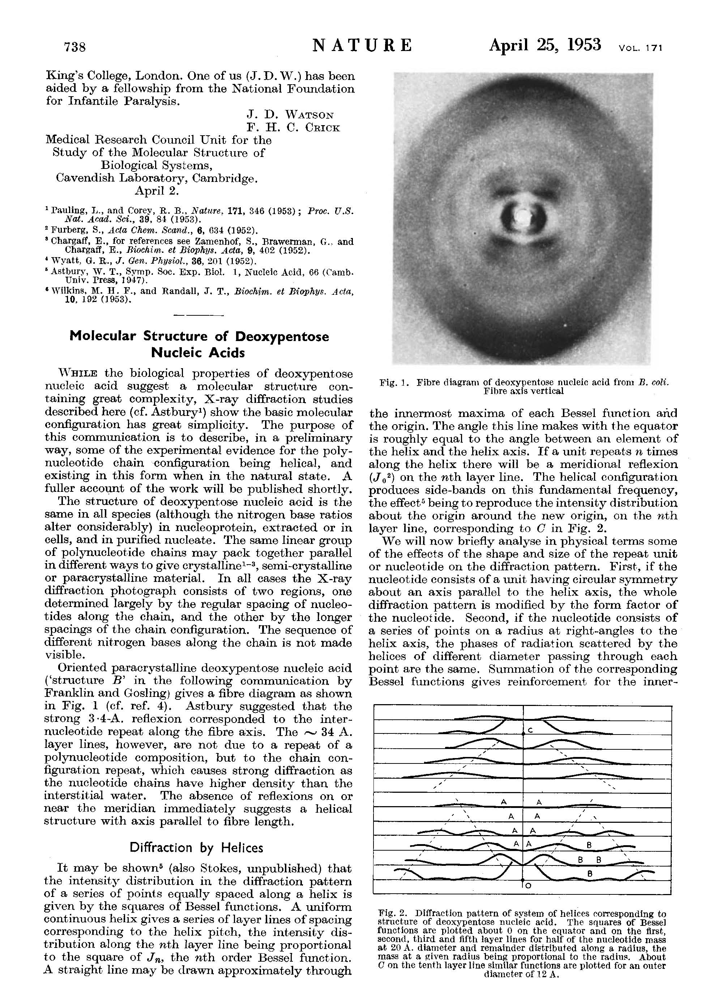 738
NATURE
April 25, 1953 VOL. 171
King's College, London. One of us (J. D. W.) has been
aided by a fellowship from the National Foundation
for Infantile Paralysis.
J. D. WATSON
F. H. C. CRICK
Medical Research Council Unit for the
Study of the Molecular Structure of
Biological Systems,
Cavendish Laboratory, Cambridge.
April 2.
¹ Pauling, L., and Corey, R. B., Nature, 171, 346 (1953); Proc. U.S.
Nat. Acad. Sci., 39, 84 (1953).
² Furberg, S., Acta Chem. Scand., 6, 634 (1952).
³ Chargaff, E., for references see Zamenhof, S., Brawerman, G., and
Chargaff, E., Biochim. et Biophys. Acta, 9, 402 (1952).
⁴ Wyatt, G. R., J. Gen. Physiol., 36, 201 (1952).
⁵ Astbury, W. T., Symp. Soc. Exp. Biol. 1, Nucleic Acid, 66 (Camb.
Univ. Press, 1947).
⁶ Wilkins, M. H. F., and Randall, J. T., Biochim. et Biophys. Acta,
10, 192 (1953).
Molecular Structure of Deoxypentose
Nucleic Acids
WHILE the biological properties of deoxypentose
nucleic acid suggest a molecular structure con-
taining great complexity, X-ray diffraction studies
described here (cf. Astbury¹) show the basic molecular
configuration has great simplicity. The purpose of
this communication is to describe, in a preliminary
way, some of the experimental evidence for the poly-
nucleotide chain configuration being helical, and
existing in this form when in the natural state. A
fuller account of the work will be published shortly.
The structure of deoxypentose nucleic acid is the
same in all species (although the nitrogen base ratios
alter considerably) in nucleoprotein, extracted or in
cells, and in purified nucleate. The same linear group
of polynucleotide chains may pack together parallel
in different ways to give crystalline¹⁻³, semi-crystalline
or paracrystalline material. In all cases the X-ray
diffraction photograph consists of two regions, one
determined largely by the regular spacing of nucleo-
tides along the chain, and the other by the longer
spacings of the chain configuration. The sequence of
different nitrogen bases along the chain is not made
visible.
Oriented paracrystalline deoxypentose nucleic acid
('structure B' in the following communication by
Franklin and Gosling) gives a fibre diagram as shown
in Fig. 1 (cf. ref. 4). Astbury suggested that the
strong 3·4-A. reflexion corresponded to the inter-
nucleotide repeat along the fibre axis. The ~ 34 A.
layer lines, however, are not due to a repeat of a
polynucleotide composition, but to the chain con-
figuration repeat, which causes strong diffraction as
the nucleotide chains have higher density than the
interstitial water. The absence of reflexions on or
near the meridian immediately suggests a helical
structure with axis parallel to fibre length.
Diffraction by Helices
It may be shown⁵ (also Stokes, unpublished) that
the intensity distribution in the diffraction pattern
of a series of points equally spaced along a helix is
given by the squares of Bessel functions. A uniform
continuous helix gives a series of layer lines of spacing
corresponding to the helix pitch, the intensity dis-
tribution along the nth layer line being proportional
to the square of Jₙ, the nth order Bessel function.
A straight line may be drawn approximately through
Fig. 1. Fibre diagram of deoxypentose nucleic acid from B. coli.
Fibre axis vertical
the innermost maxima of each Bessel function and
the origin. The angle this line makes with the equator
is roughly equal to the angle between an element of
the helix and the helix axis. If a unit repeats n times
along the helix there will be a meridional reflexion
(J₀²) on the nth layer line. The helical configuration
produces side-bands on this fundamental frequency,
the effect⁵ being to reproduce the intensity distribution
about the origin around the new origin, on the nth
layer line, corresponding to C in Fig. 2.
We will now briefly analyse in physical terms some
of the effects of the shape and size of the repeat unit
or nucleotide on the diffraction pattern. First, if the
nucleotide consists of a unit having circular symmetry
about an axis parallel to the helix axis, the whole
diffraction pattern is modified by the form factor of
the nucleotide. Second, if the nucleotide consists of
a series of points on a radius at right-angles to the
helix axis, the phases of radiation scattered by the
helices of different diameter passing through each
point are the same. Summation of the corresponding
Bessel functions gives reinforcement for the inner-
C
A A
A A
A A
A A B
B B
B
O
Fig. 2. Diffraction pattern of system of helices corresponding to
structure of deoxypentose nucleic acid. The squares of Bessel
functions are plotted about 0 on the equator and on the first,
second, third and fifth layer lines for half of the nucleotide mass
at 20 A. diameter and remainder distributed along a radius, the
mass at a given radius being proportional to the radius. About
C on the tenth layer line similar functions are plotted for an outer
diameter of 12 A.